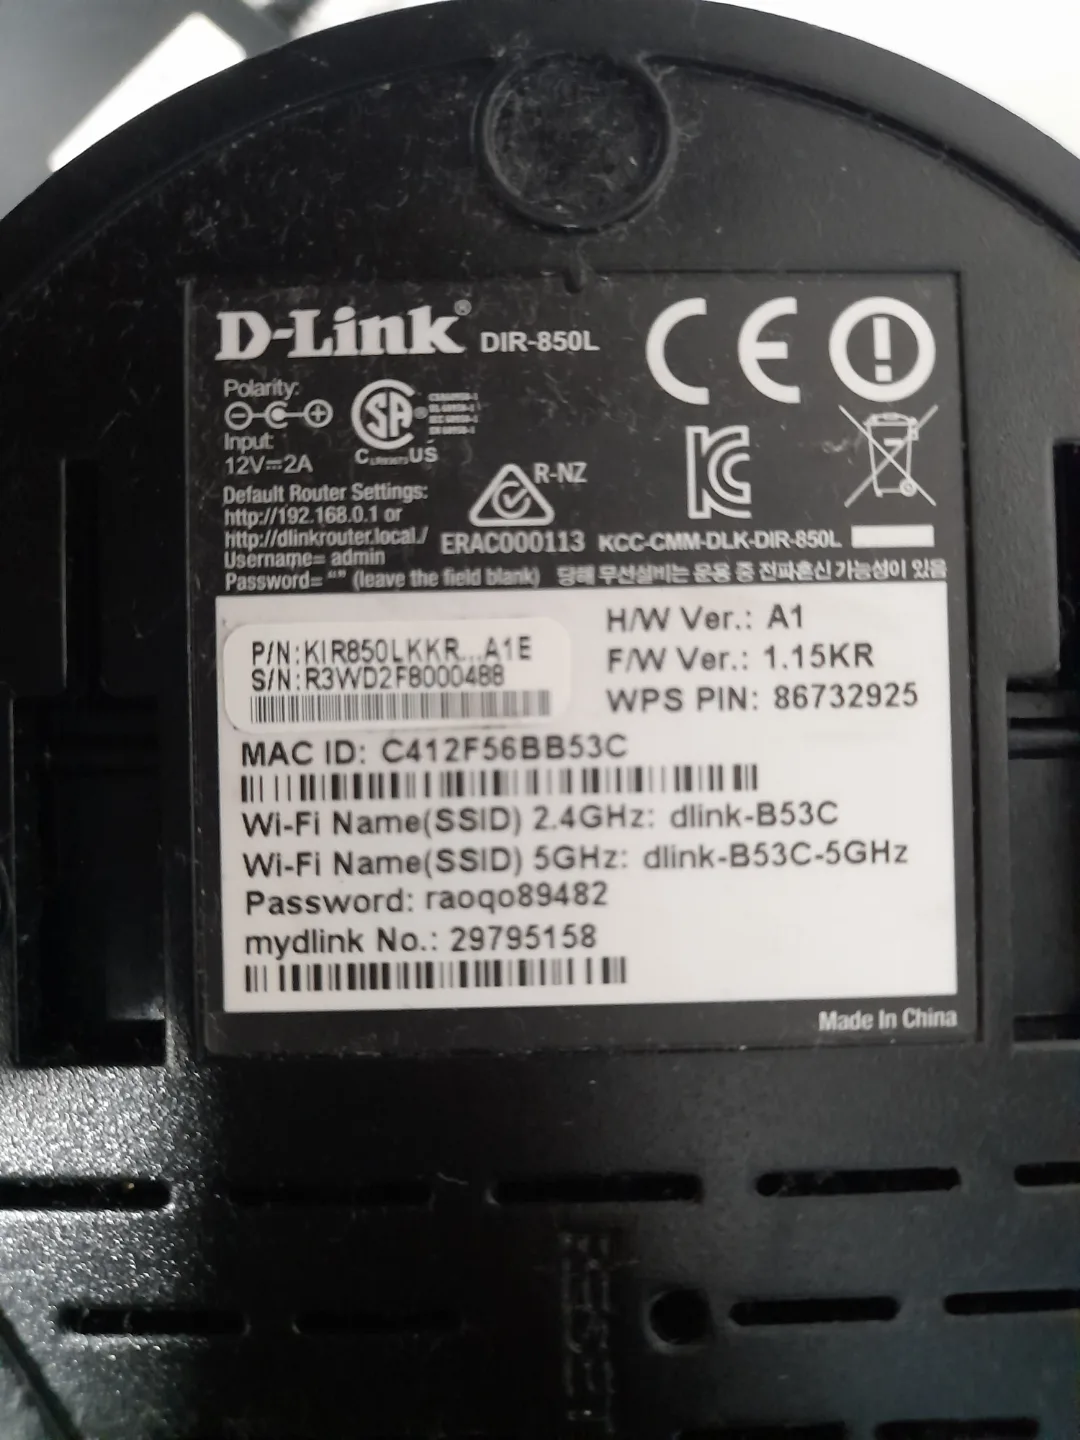 D-Link® DIR-850L
Polarity:
Input:
12V⎓2A
C US
Default Router Settings:
http://192.168.0.1 or
http://dlinkrouter.local./
Username= admin
Password= “” (leave the field blank)
R-NZ
ERAC000113
KCC-CMM-DLK-DIR-850L
당해 무선설비는 운용 중 전파혼신 가능성이 있음
P/N:KIR850LKKR...A1E
S/N:R3WD2F8000488
H/W Ver.: A1
F/W Ver.: 1.15KR
WPS PIN: 86732925
MAC ID: C412F56BB53C
Wi-Fi Name(SSID) 2.4GHz: dlink-B53C
Wi-Fi Name(SSID) 5GHz: dlink-B53C-5GHz
Password: raoqo89482
mydlink No.: 29795158
Made In China